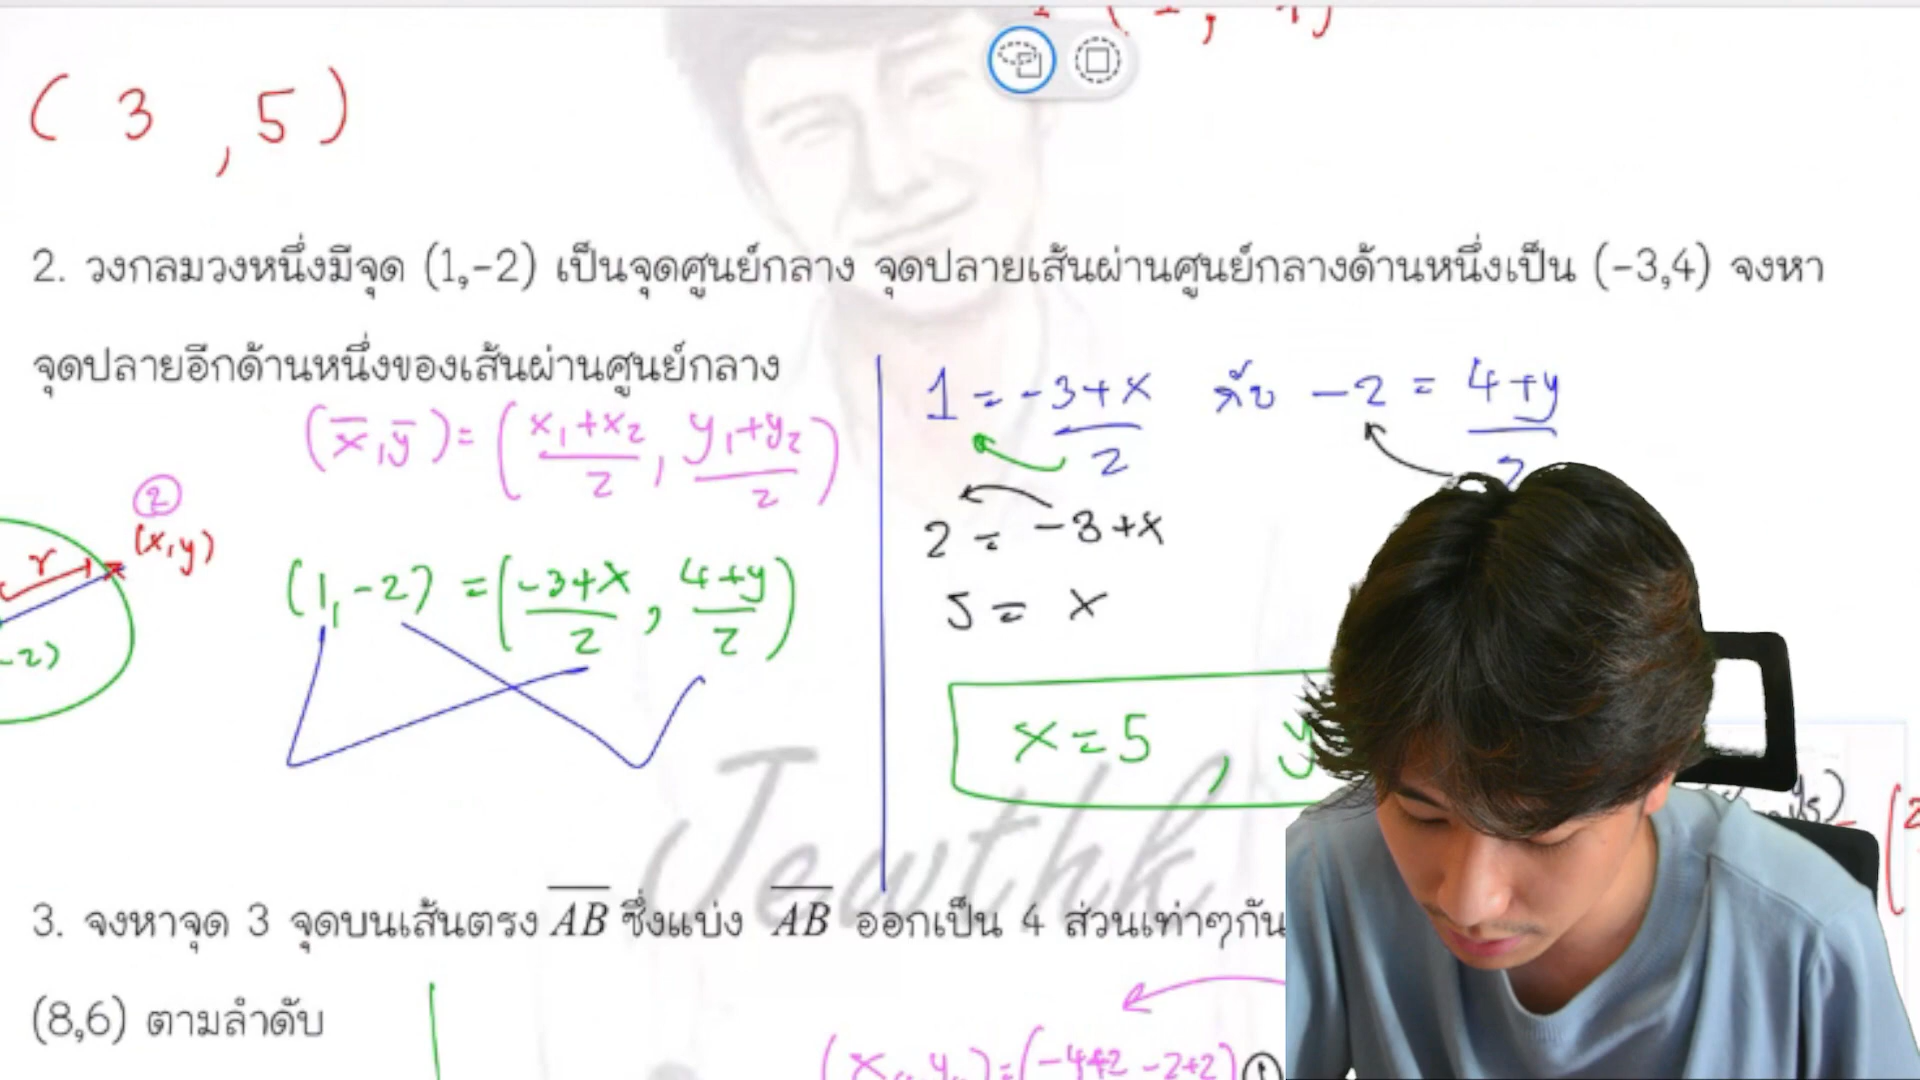 (3, 5)
2. วงกลมวงหนึ่งมีจุด (1,-2) เป็นจุดศูนย์กลาง จุดปลายเส้นผ่านศูนย์กลางด้านหนึ่งเป็น (-3,4) จงหา
จุดปลายอีกด้านหนึ่งของเส้นผ่านศูนย์กลาง
(x̄,ȳ) = (x₁+x₂/2, y₁+y₂/2)
②
(x,y)
r
-2)
(1,-2) = (-3+x/2, 4+y/2)
1 = -3+x/2 กับ -2 = 4+y
2 = -3+x
5 = x
x=5 , y
Jewthk
3. จงหาจุด 3 จุดบนเส้นตรง AB ซึ่งแบ่ง AB ออกเป็น 4 ส่วนเท่าๆกัน
(8,6) ตามลำดับ
-4+2 -2+2